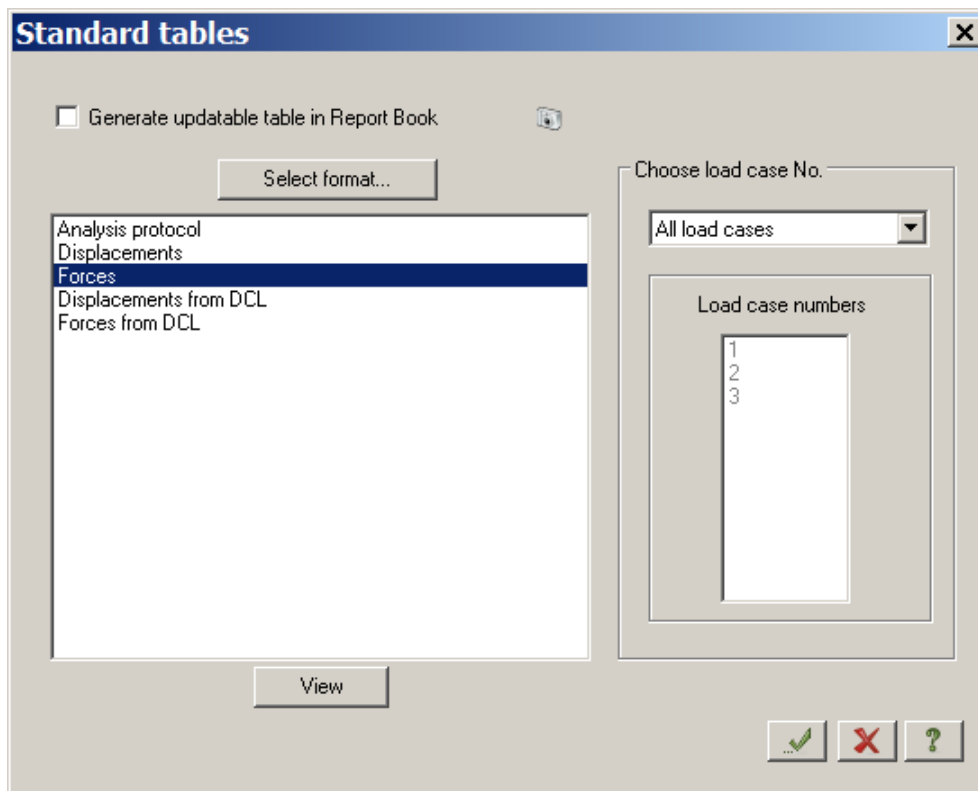 Standard tables
Generate updatable table in Report Book
Select format...
Analysis protocol
Displacements
Forces
Displacements from DCL
Forces from DCL
View
Choose load case No.
All load cases
Load case numbers
1
2
3
...
?